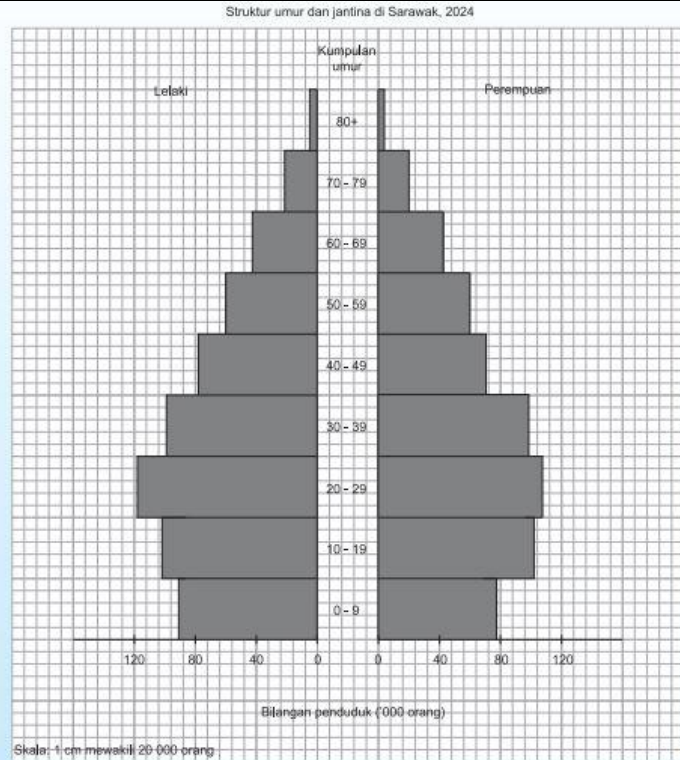 Struktur umur dan jantina di Sarawak, 2024
Kumpulan
umur
Lelaki
Perempuan
80+
70 - 79
60 - 69
50 - 59
40 - 49
30 - 39
20 - 29
10 - 19
0 - 9
120 80 40 0 0 40 80 120
Bilangan penduduk ('000 orang)
Skala: 1 cm mewakili 20 000 orang